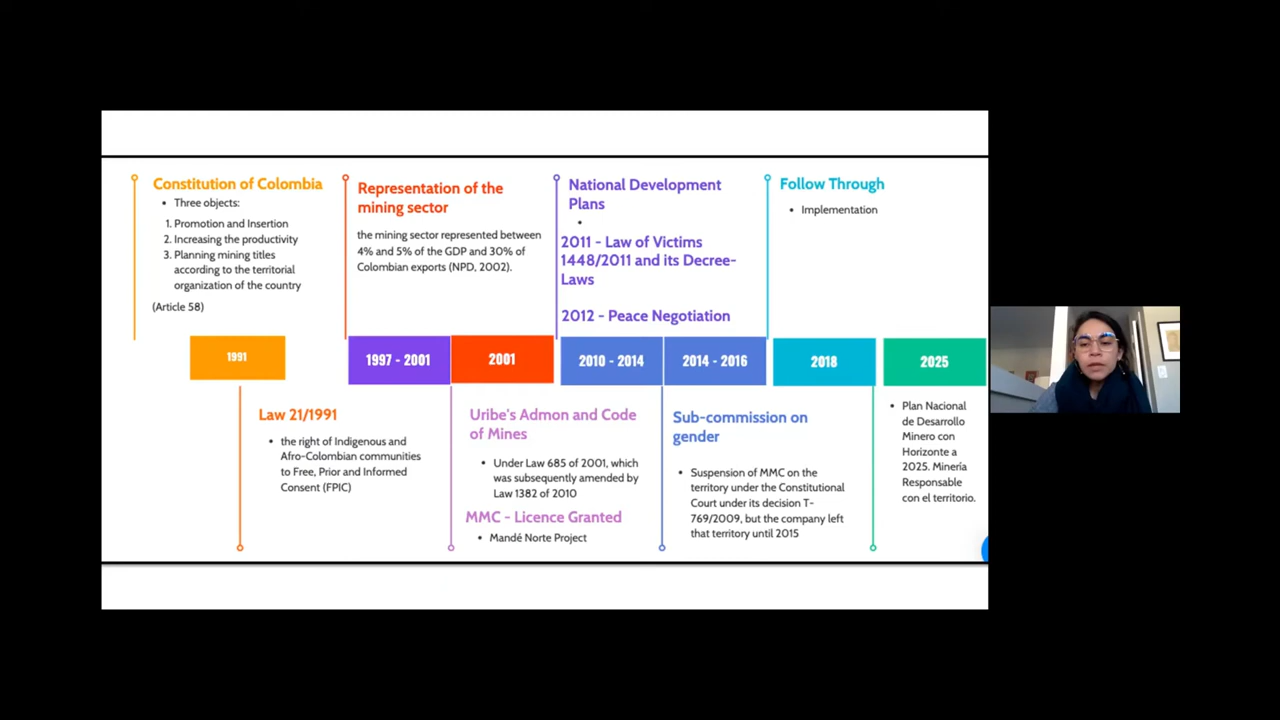 Constitution of Colombia
• Three objects:
1. Promotion and Insertion
2. Increasing the productivity
3. Planning mining titles
according to the territorial
organization of the country
(Article 58)
Representation of the
mining sector
the mining sector represented between
4% and 5% of the GDP and 30% of
Colombian exports (NPD, 2002).
National Development
Plans
•
2011 - Law of Victims
1448/2011 and its Decree-
Laws
2012 - Peace Negotiation
Follow Through
• Implementation
1991
1997 - 2001
2001
2010 - 2014
2014 - 2016
2018
2025
Law 21/1991
• the right of Indigenous and
Afro-Colombian communities
to Free, Prior and Informed
Consent (FPIC)
Uribe's Admon and Code
of Mines
• Under Law 685 of 2001, which
was subsequently amended by
Law 1382 of 2010
MMC - Licence Granted
• Mandé Norte Project
Sub-commission on
gender
• Suspension of MMC on the
territory under the Constitutional
Court under its decision T-
769/2009, but the company left
that territory until 2015
• Plan Nacional
de Desarrollo
Minero con
Horizonte a
2025. Minería
Responsable
con el territorio.